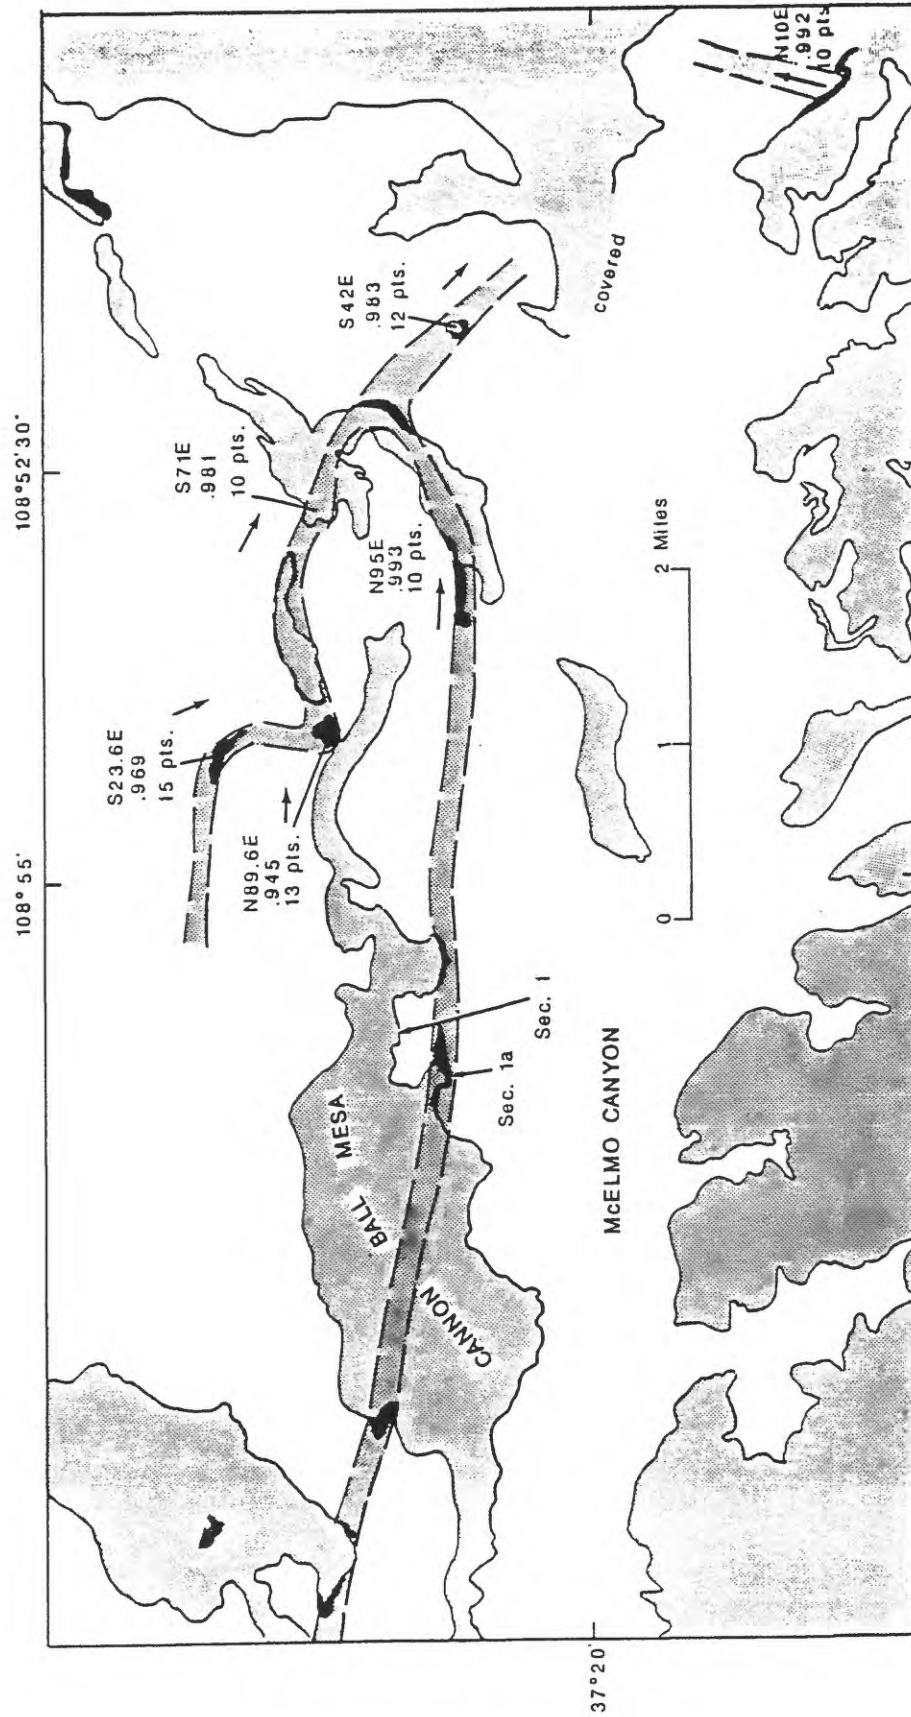 108°55'
108°52'30"
S23.6E
.969
15 pts.
N89.6E
.945
13 pts.
S71E
.981
10 pts.
S42E
.983
12 pts.
N95E
.993
10 pts.
N10E
.992
10 pts.
covered
CANNON
BALL
MESA
Sec. 1a
Sec. 1
McELMO CANYON
0
1
2 Miles
37°20'